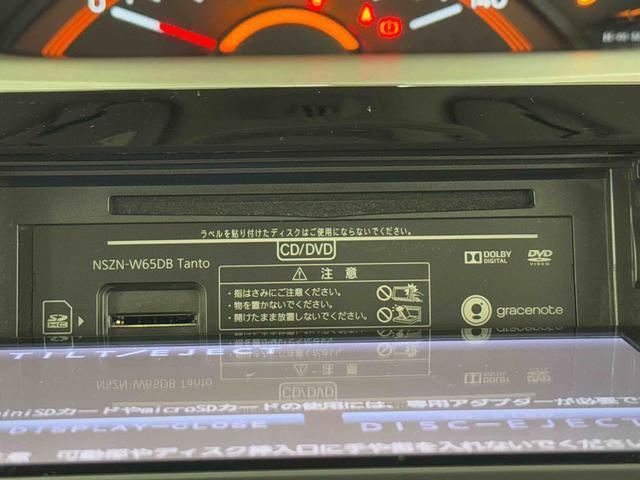 ラベルを貼り付けたディスクはご使用にならないでください。
CD/DVD
NSZN-W65DB Tanto
注意
・指はさみにご注意ください。
・物を置かないでください。
・開けたまま放置しないでください。
DOLBY
DIGITAL
DVD
VIDEO
SD
HC
gracenote
TILT/EJECT
miniSDカードやmicroSDカードの使用には、専用アダプターが必要で
DISPLAY-CLOSE
DISC-EJECT
注意：可動部やディスク挿入口に手や指を入れないでください